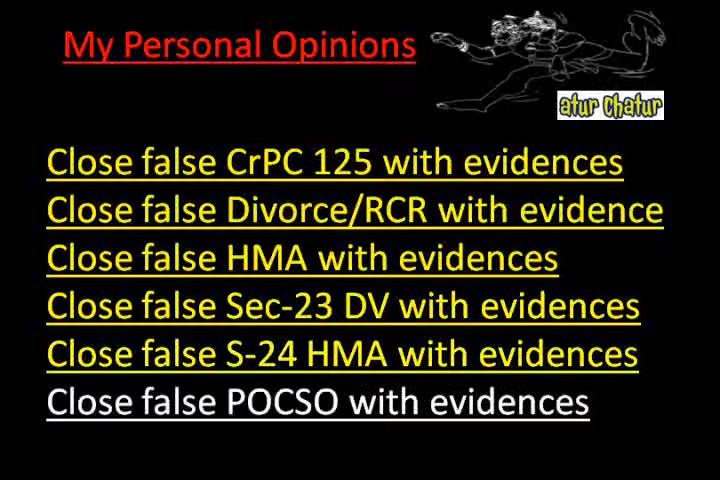 My Personal Opinions
atur Chatur
Close false CrPC 125 with evidences
Close false Divorce/RCR with evidence
Close false HMA with evidences
Close false Sec-23 DV with evidences
Close false S-24 HMA with evidences
Close false POCSO with evidences